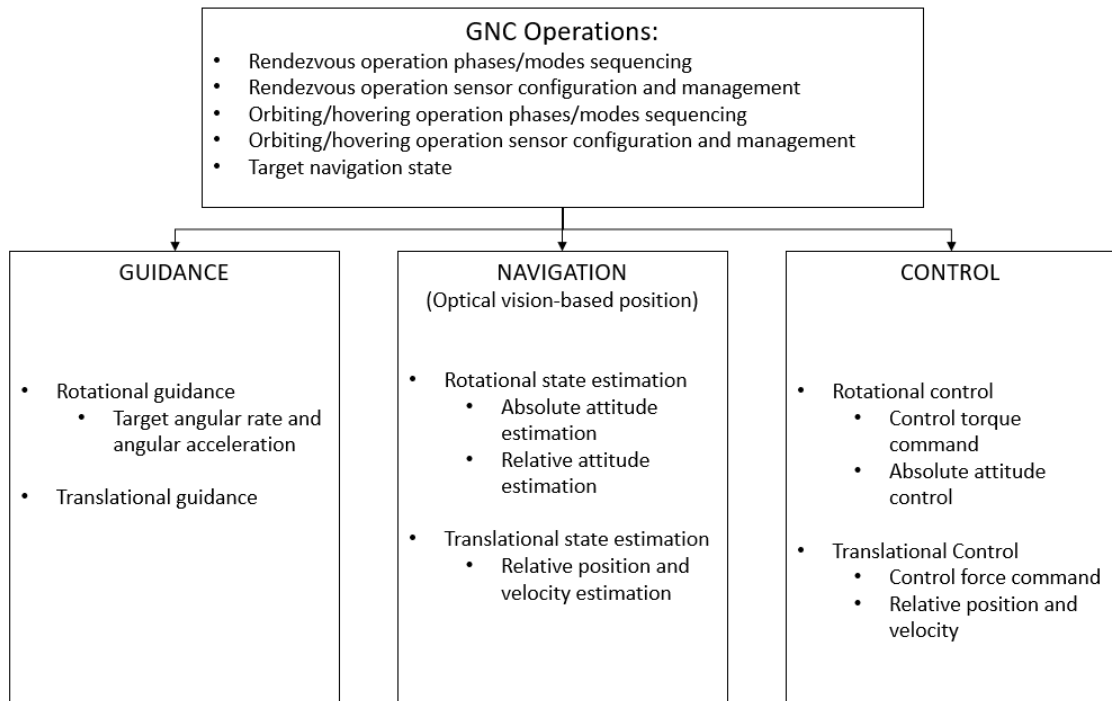 GNC Operations:
• Rendezvous operation phases/modes sequencing
• Rendezvous operation sensor configuration and management
• Orbiting/hovering operation phases/modes sequencing
• Orbiting/hovering operation sensor configuration and management
• Target navigation state
GUIDANCE
• Rotational guidance
• Target angular rate and
angular acceleration
• Translational guidance
NAVIGATION
(Optical vision-based position)
• Rotational state estimation
• Absolute attitude
estimation
• Relative attitude
estimation
• Translational state estimation
• Relative position and
velocity estimation
CONTROL
• Rotational control
• Control torque
command
• Absolute attitude
control
• Translational Control
• Control force command
• Relative position and
velocity